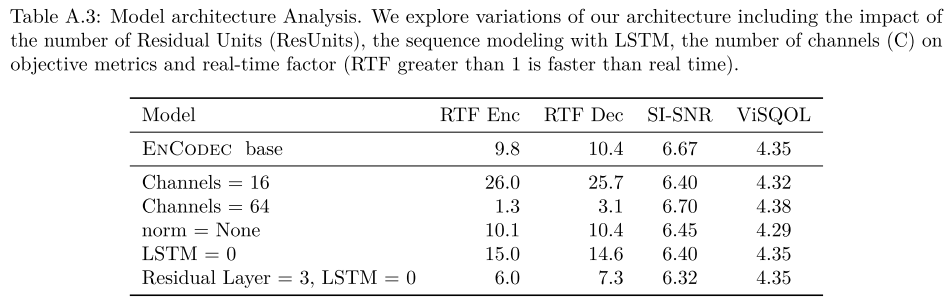 Table A.3: Model architecture Analysis. We explore variations of our architecture including the impact of
the number of Residual Units (ResUnits), the sequence modeling with LSTM, the number of channels (C) on
objective metrics and real-time factor (RTF greater than 1 is faster than real time).
Model RTF Enc RTF Dec SI-SNR ViSQOL
ENCODEC base 9.8 10.4 6.67 4.35
Channels = 16 26.0 25.7 6.40 4.32
Channels = 64 1.3 3.1 6.70 4.38
norm = None 10.1 10.4 6.45 4.29
LSTM = 0 15.0 14.6 6.40 4.35
Residual Layer = 3, LSTM = 0 6.0 7.3 6.32 4.35